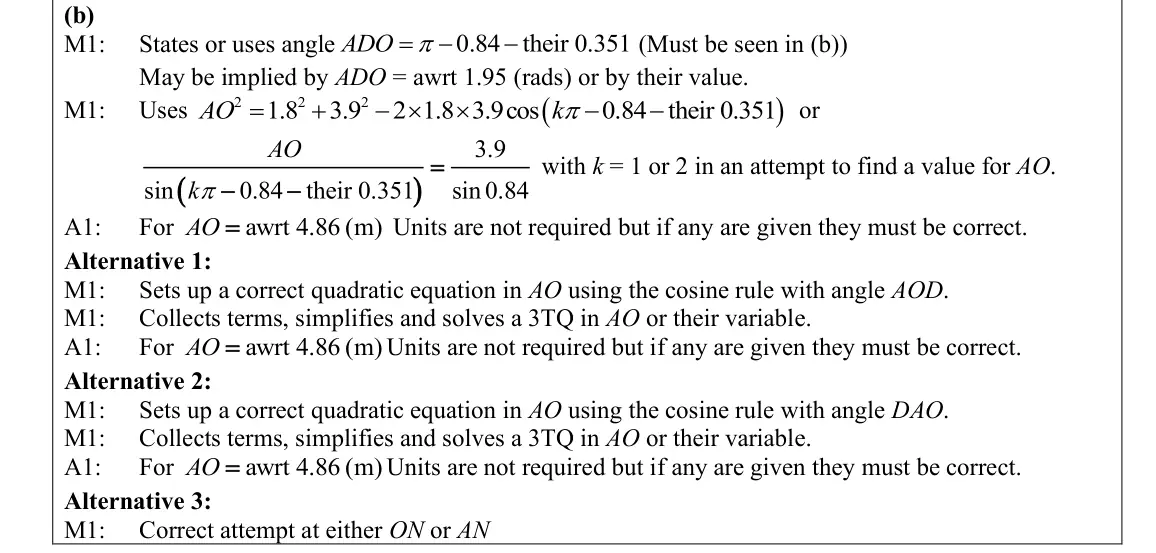 (b)
M1: States or uses angle ADO = π − 0.84 − their 0.351 (Must be seen in (b))
May be implied by ADO = awrt 1.95 (rads) or by their value.
M1: Uses AO² = 1.8² + 3.9² − 2×1.8×3.9cos(kπ − 0.84 − their 0.351) or
AO / sin(kπ − 0.84 − their 0.351) = 3.9 / sin 0.84 with k = 1 or 2 in an attempt to find a value for AO.
A1: For AO = awrt 4.86 (m) Units are not required but if any are given they must be correct.
Alternative 1:
M1: Sets up a correct quadratic equation in AO using the cosine rule with angle AOD.
M1: Collects terms, simplifies and solves a 3TQ in AO or their variable.
A1: For AO = awrt 4.86 (m) Units are not required but if any are given they must be correct.
Alternative 2:
M1: Sets up a correct quadratic equation in AO using the cosine rule with angle DAO.
M1: Collects terms, simplifies and solves a 3TQ in AO or their variable.
A1: For AO = awrt 4.86 (m) Units are not required but if any are given they must be correct.
Alternative 3:
M1: Correct attempt at either ON or AN